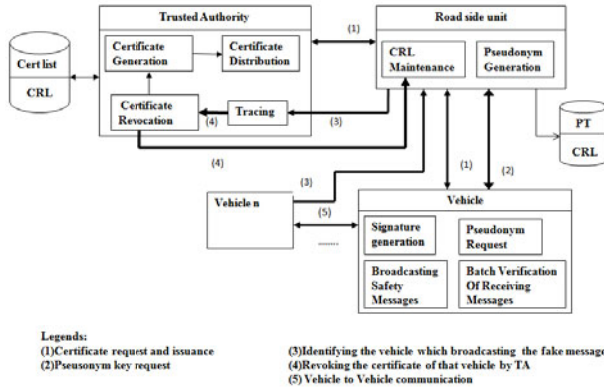 Trusted Authority
(1)
Road side unit
Certificate
Generation
Certificate
Distribution
CRL
Maintenance
Pseudonym
Generation
Cert list
CRL
Certificate
Revocation
(4)
Tracing
(3)
(4)
PT
CRL
(3)
(1)
(2)
Vehicle n
(5)
.......
Vehicle
Signature
generation
Pseudonym
Request
Broadcasting
Safety
Messages
Batch Verification
Of Receiving
Messages
Legends:
(1)Certificate request and issuance
(2)Pseusonym key request
(3)Identifying the vehicle which broadcasting the fake message
(4)Revoking the certificate of that vehicle by TA
(5) Vehicle to Vehicle communication